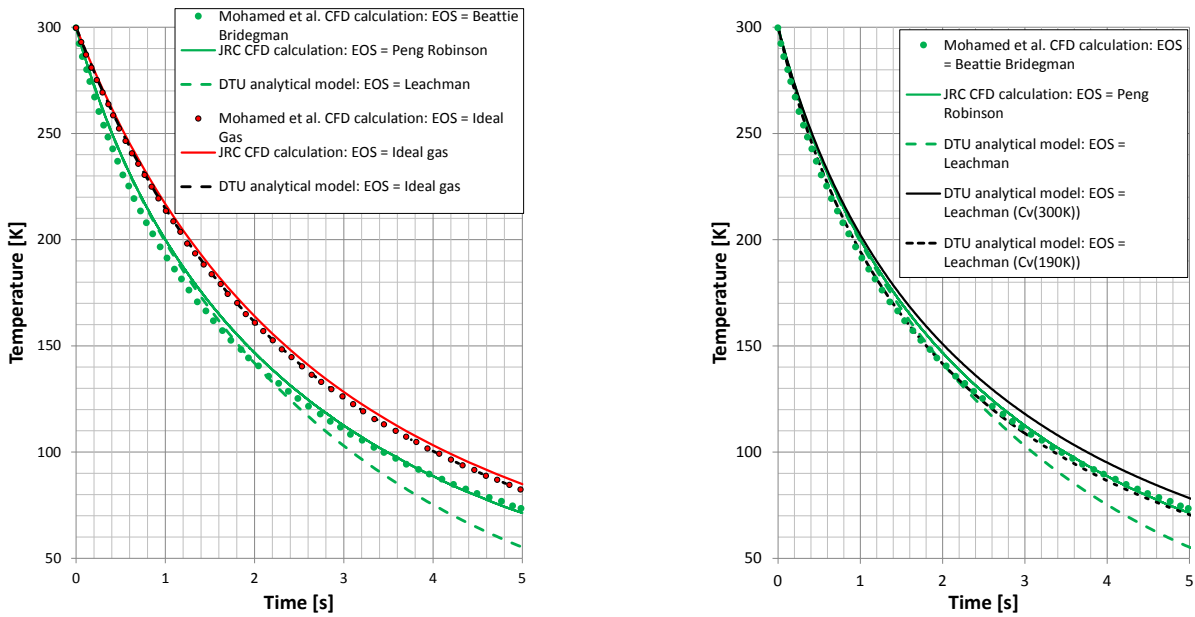 300
250
200
150
100
50
0
1
2
3
4
5
Temperature [K]
Time [s]
Mohamed et al. CFD calculation: EOS = Beattie
Bridegman
JRC CFD calculation: EOS = Peng Robinson
DTU analytical model: EOS = Leachman
Mohamed et al. CFD calculation: EOS = Ideal
Gas
JRC CFD calculation: EOS = Ideal gas
DTU analytical model: EOS = Ideal gas
300
250
200
150
100
50
0
1
2
3
4
5
Temperature [K]
Time [s]
Mohamed et al. CFD calculation: EOS
= Beattie Bridegman
JRC CFD calculation: EOS = Peng
Robinson
DTU analytical model: EOS =
Leachman
DTU analytical model: EOS =
Leachman (Cv(300K))
DTU analytical model: EOS =
Leachman (Cv(190K))